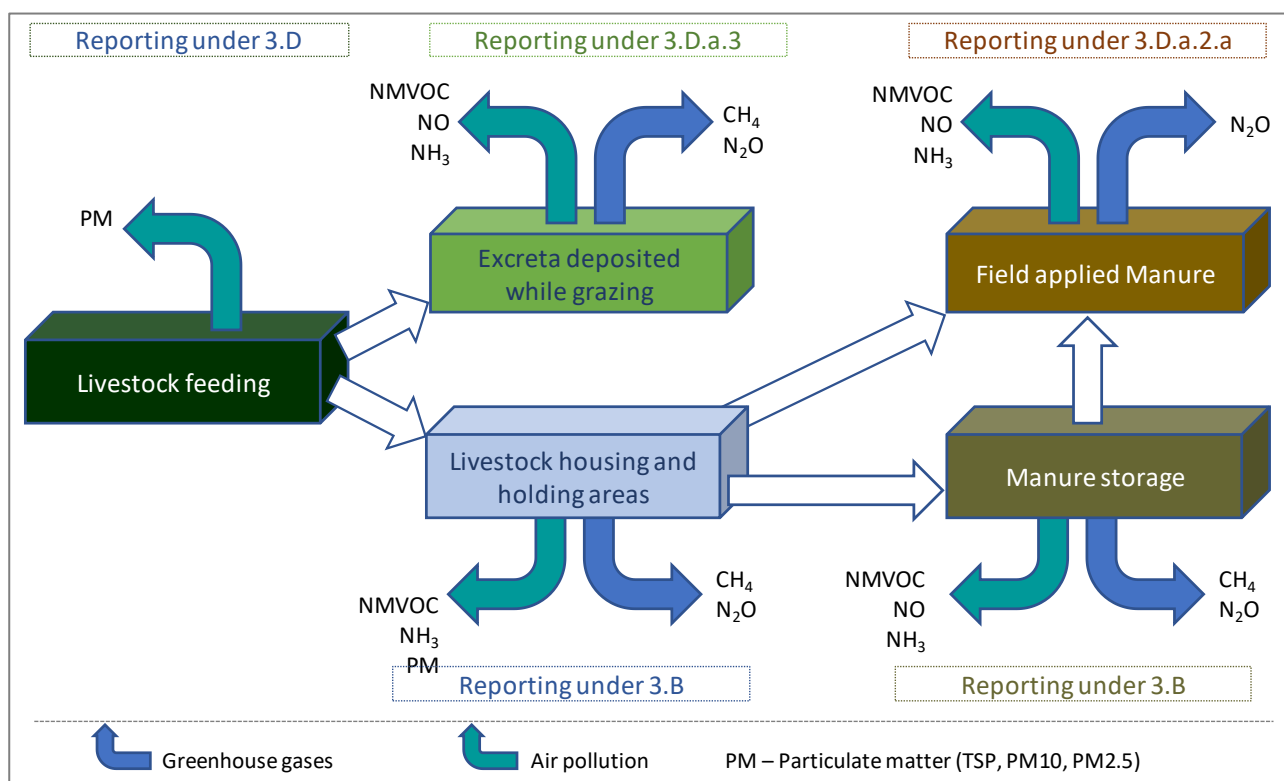 Reporting under 3.D
Reporting under 3.D.a.3
Reporting under 3.D.a.2.a
NMVOC
NO
NH₃
CH₄
N₂O
NMVOC
NO
NH₃
N₂O
PM
Excreta deposited
while grazing
Field applied Manure
Livestock feeding
Livestock housing and
holding areas
Manure storage
NMVOC
NH₃
PM
CH₄
N₂O
NMVOC
NO
NH₃
CH₄
N₂O
Reporting under 3.B
Reporting under 3.B
Greenhouse gases
Air pollution
PM – Particulate matter (TSP, PM10, PM2.5)